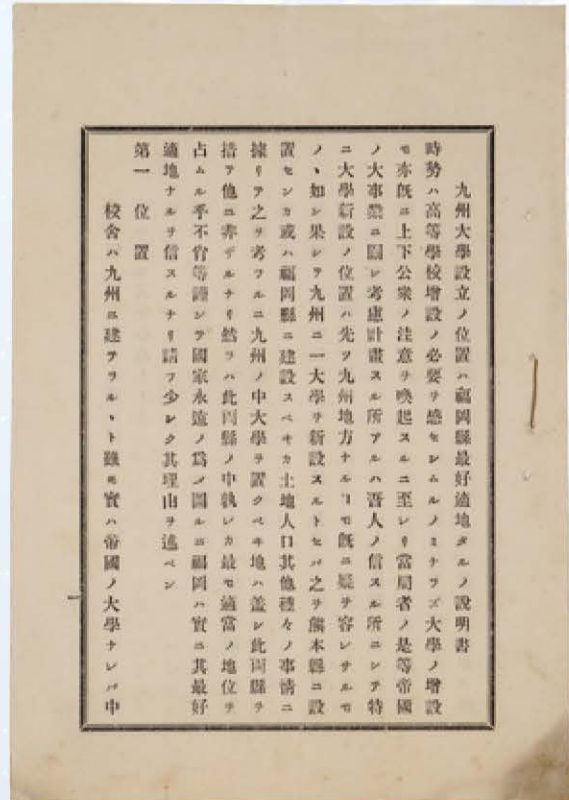 九州大學設立ノ位置ハ福岡縣最好適地タルノ說明書
時勢ハ高等學校增設ノ必要ヲ感セシムルノミナラズ大學ノ增設
モ亦旣ニ上下公衆ノ注意ヲ喚起スルニ至レリ當局者ノ是等帝國
ノ大事業ニ關シ考慮計畫スル所アルハ吾人ノ信スル所ニシテ特
ニ大學新設ノ位置ハ先ツ九州地方ナルヿモ旣ニ疑ヲ容レサルモ
ノヽ如シ果シテ九州ニ一大學ヲ新設スルトセバ之ヲ熊本縣ニ設
置センカ或ハ福岡縣ニ建設スベキカ土地人口其他種々ノ事情ニ
據リテ之ヲ考フルニ九州ノ中大學ヲ置クベキ地ハ蓋シ此両縣ヲ
措テ他ニ非ザルナリ然ラハ此両縣ノ中孰レカ最モ適當ノ地位ヲ
占ムル乎不肖等謹シテ國家永遠ノ爲メ圖ルニ福岡ハ實ニ其最好
適地ナルヲ信スルナリ請フ少シク其理由ヲ述ベン
第一 位置
校舍ハ九州ニ建テラルヽト雖モ實ハ帝國ノ大學ナレバ中
一